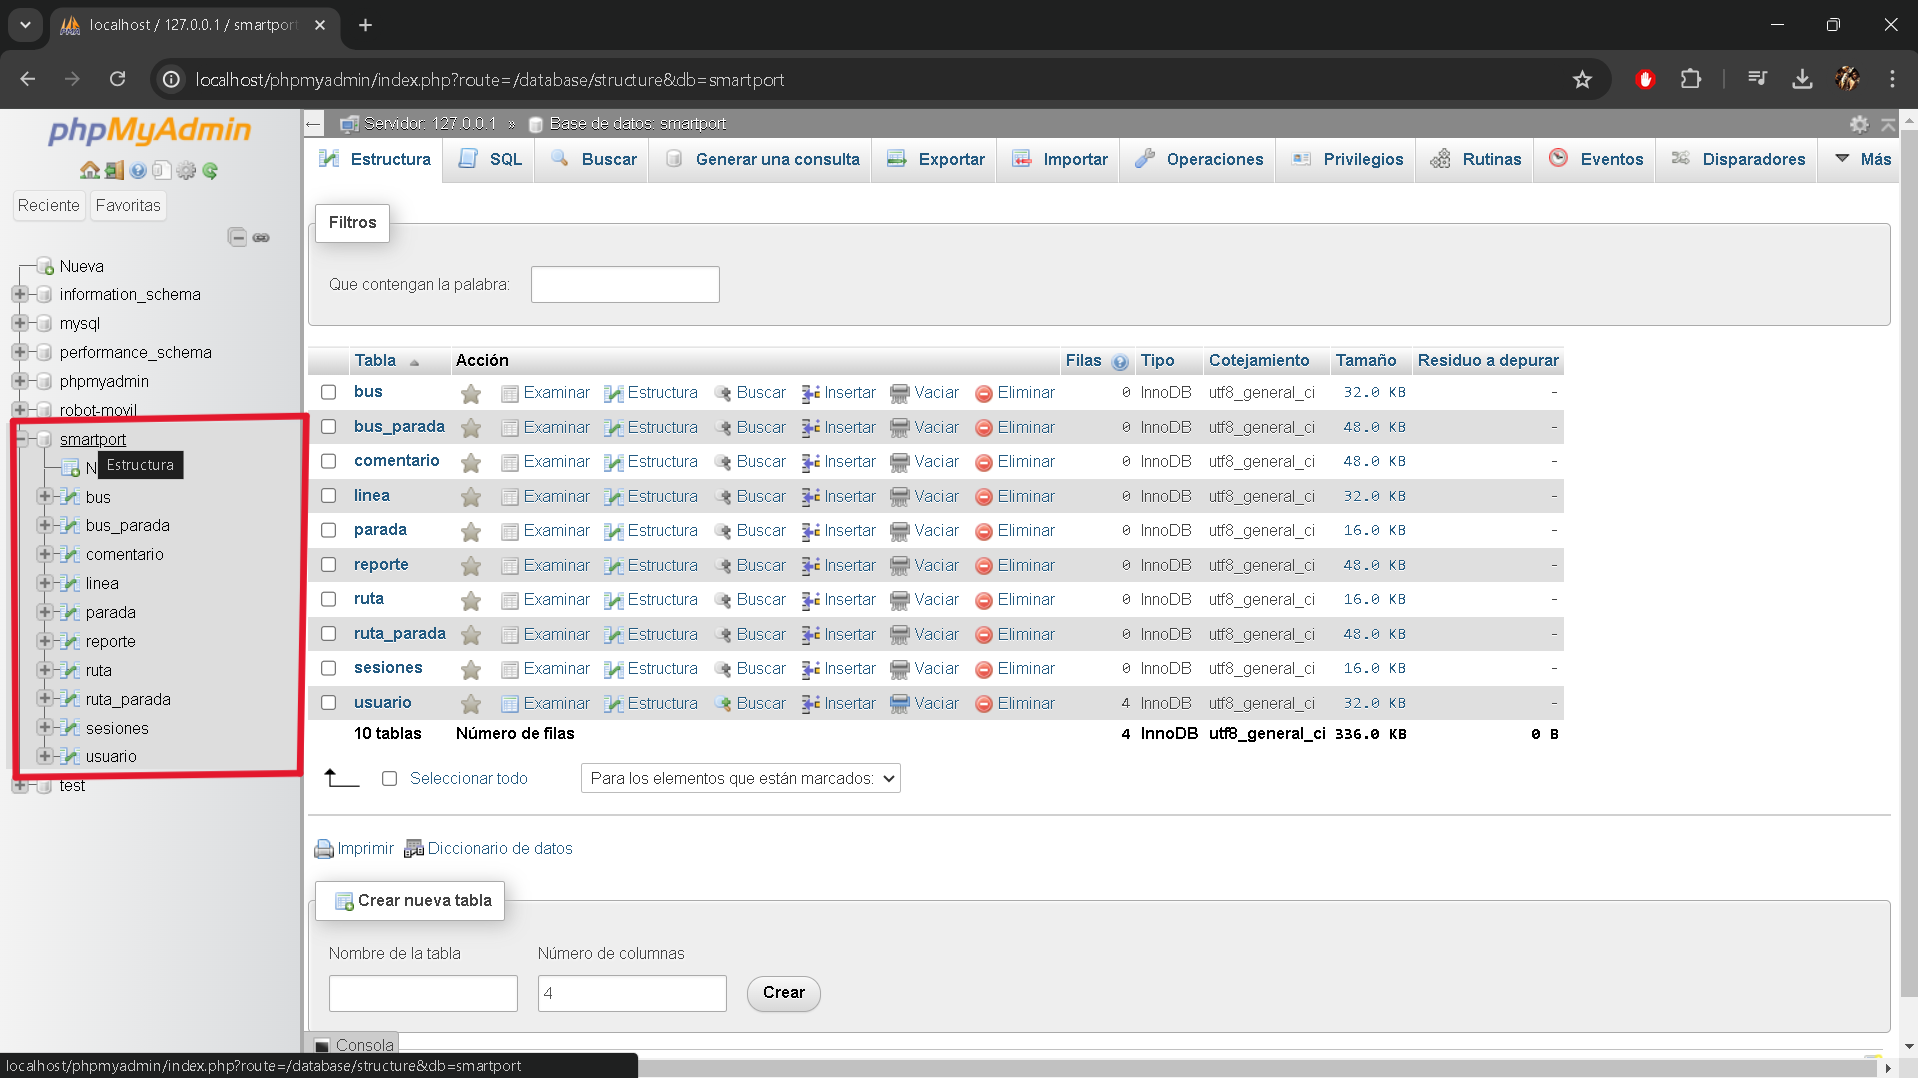 localhost / 127.0.0.1 / smartport
localhost/phpmyadmin/index.php?route=/database/structure&db=smartport
phpMyAdmin
Reciente Favoritas
Nueva
information_schema
mysql
performance_schema
phpmyadmin
robot-movil
smartport
N
Estructura
bus
bus_parada
comentario
linea
parada
reporte
ruta
ruta_parada
sesiones
usuario
test
Servidor: 127.0.0.1 » Base de datos: smartport
Estructura SQL Buscar Generar una consulta Exportar Importar Operaciones Privilegios Rutinas Eventos Disparadores Más
Filtros
Que contengan la palabra:
Tabla Acción Filas Tipo Cotejamiento Tamaño Residuo a depurar
bus Examinar Estructura Buscar Insertar Vaciar Eliminar 0 InnoDB utf8_general_ci 32.0 KB -
bus_parada Examinar Estructura Buscar Insertar Vaciar Eliminar 0 InnoDB utf8_general_ci 48.0 KB -
comentario Examinar Estructura Buscar Insertar Vaciar Eliminar 0 InnoDB utf8_general_ci 48.0 KB -
linea Examinar Estructura Buscar Insertar Vaciar Eliminar 0 InnoDB utf8_general_ci 32.0 KB -
parada Examinar Estructura Buscar Insertar Vaciar Eliminar 0 InnoDB utf8_general_ci 16.0 KB -
reporte Examinar Estructura Buscar Insertar Vaciar Eliminar 0 InnoDB utf8_general_ci 48.0 KB -
ruta Examinar Estructura Buscar Insertar Vaciar Eliminar 0 InnoDB utf8_general_ci 16.0 KB -
ruta_parada Examinar Estructura Buscar Insertar Vaciar Eliminar 0 InnoDB utf8_general_ci 48.0 KB -
sesiones Examinar Estructura Buscar Insertar Vaciar Eliminar 0 InnoDB utf8_general_ci 16.0 KB -
usuario Examinar Estructura Buscar Insertar Vaciar Eliminar 4 InnoDB utf8_general_ci 32.0 KB -
10 tablas Número de filas 4 InnoDB utf8_general_ci 336.0 KB 0 B
Seleccionar todo Para los elementos que están marcados:
Imprimir Diccionario de datos
Crear nueva tabla
Nombre de la tabla Número de columnas
4 Crear
Consola
localhost/phpmyadmin/index.php?route=/database/structure&db=smartport